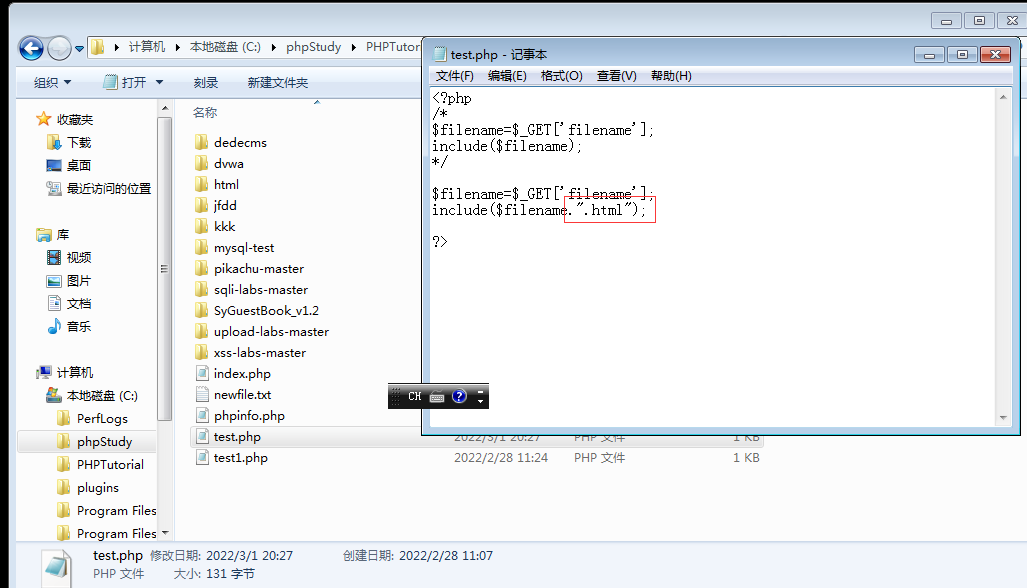 计算机 ▸ 本地磁盘 (C:) ▸ phpStudy ▸ PHPTutor
组织 ▼ 打开 ▼ 刻录 新建文件夹
收藏夹
下载
桌面
最近访问的位置
库
视频
图片
文档
音乐
计算机
本地磁盘 (C:)
PerfLogs
phpStudy
PHPTutorial
plugins
Program Files
Program Files
名称
dedecms
dvwa
html
jfdd
kkk
mysql-test
pikachu-master
sqli-labs-master
SyGuestBook_v1.2
upload-labs-master
xss-labs-master
index.php
newfile.txt
phpinfo.php
test.php 2022/3/1 20:27 PHP 文件 1 KB
test1.php 2022/2/28 11:24 PHP 文件 1 KB
test.php - 记事本
文件(F) 编辑(E) 格式(O) 查看(V) 帮助(H)
<?php
/*
$filename=$_GET['filename'];
include($filename);
*/
$filename=$_GET['filename'];
include($filename.".html");
?>
CH
test.php 修改日期: 2022/3/1 20:27 创建日期: 2022/2/28 11:07
PHP 文件 大小: 131 字节